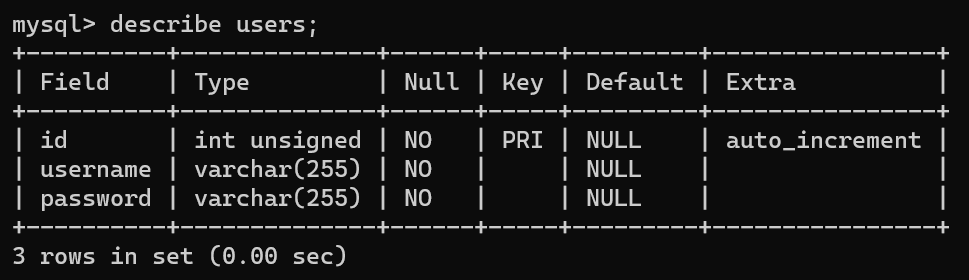 mysql> describe users;
+----------+--------------+------+-----+---------+----------------+
| Field    | Type         | Null | Key | Default | Extra          |
+----------+--------------+------+-----+---------+----------------+
| id       | int unsigned | NO   | PRI | NULL    | auto_increment |
| username | varchar(255) | NO   |     | NULL    |                |
| password | varchar(255) | NO   |     | NULL    |                |
+----------+--------------+------+-----+---------+----------------+
3 rows in set (0.00 sec)